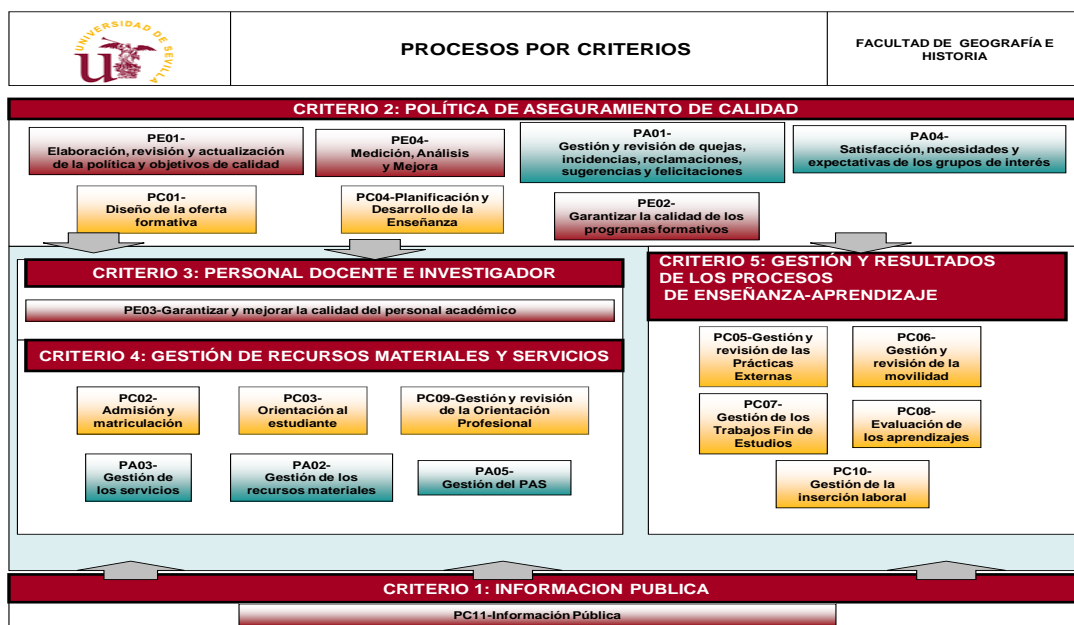 UNIVERSIDAD DE SEVILLA
PROCESOS POR CRITERIOS
FACULTAD DE GEOGRAFÍA E
HISTORIA
CRITERIO 2: POLÍTICA DE ASEGURAMIENTO DE CALIDAD
PE01-
Elaboración, revisión y actualización
de la política y objetivos de calidad
PE04-
Medición, Análisis
y Mejora
PA01-
Gestión y revisión de quejas,
incidencias, reclamaciones,
sugerencias y felicitaciones
PA04-
Satisfacción, necesidades y
expectativas de los grupos de interés
PC01-
Diseño de la oferta
formativa
PC04-Planificación y
Desarrollo de la
Enseñanza
PE02-
Garantizar la calidad de los
programas formativos
CRITERIO 3: PERSONAL DOCENTE E INVESTIGADOR
PE03-Garantizar y mejorar la calidad del personal académico
CRITERIO 4: GESTIÓN DE RECURSOS MATERIALES Y SERVICIOS
PC02-
Admisión y
matriculación
PC03-
Orientación al
estudiante
PC09-Gestión y revisión
de la Orientación
Profesional
PA03-
Gestión de
los servicios
PA02-
Gestión de los
recursos materiales
PA05-
Gestión del PAS
CRITERIO 5: GESTIÓN Y RESULTADOS
DE LOS PROCESOS
DE ENSEÑANZA-APRENDIZAJE
PC05-Gestión y
revisión de las
Prácticas
Externas
PC06-
Gestión y
revisión de la
movilidad
PC07-
Gestión de los
Trabajos Fin de
Estudios
PC08-
Evaluación de
los aprendizajes
PC10-
Gestión de la
inserción laboral
CRITERIO 1: INFORMACION PUBLICA
PC11-Información Pública